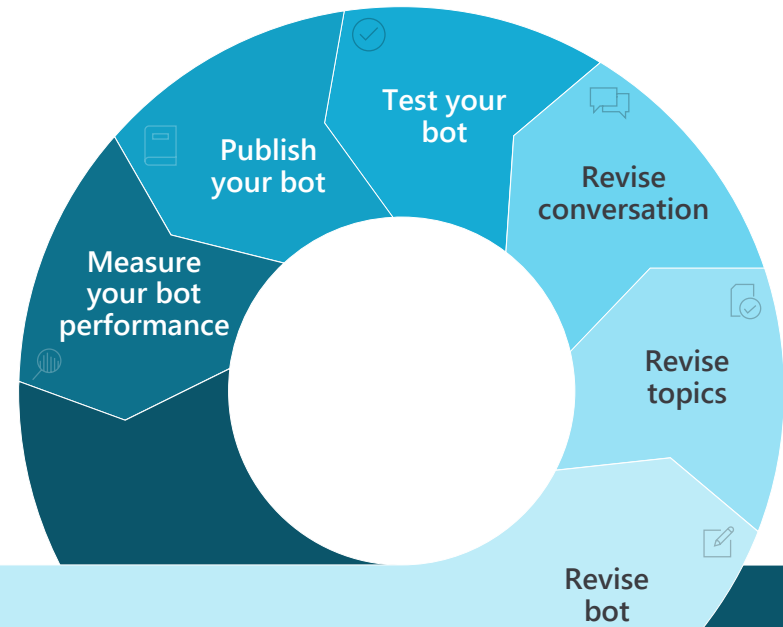 Test your
bot
Publish
your bot
Revise
conversation
Measure
your bot
performance
Revise
topics
Revise
bot